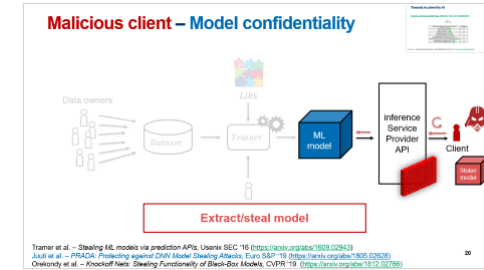 Malicious client – Model confidentiality
Libs
Data owners
Dataset
Trainer
ML
model
inference
Service
Provider
API
Client
Stolen
model
Extract/steal model
Tramer et al. – Stealing ML models via prediction APIs, Usenix SEC '16 (https://arxiv.org/abs/1609.02943)
Juuti et al. – PRADA: Protecting against DNN Model Stealing Attacks, Euro S&P '19 (https://arxiv.org/abs/1805.02628)
Orekondy et al. – Knockoff Nets: Stealing Functionality of Black-Box Models, CVPR '19 (https://arxiv.org/abs/1812.02766)
20